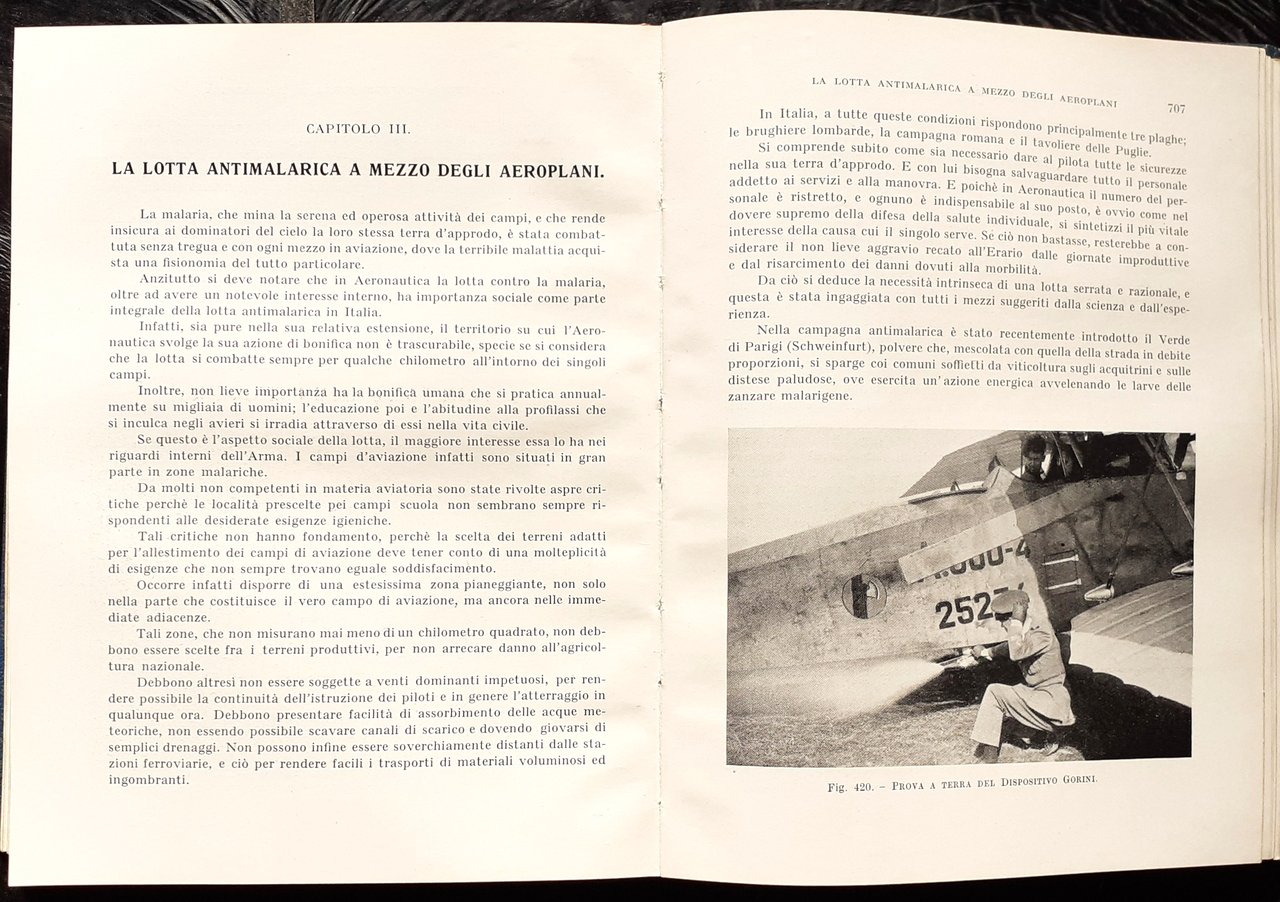 CAPITOLO III.
LA LOTTA ANTIMALARICA A MEZZO DEGLI AEROPLANI.
La malaria, che mina la serena ed operosa attività dei campi, e che rende
insicura ai dominatori del cielo la loro stessa terra d'approdo, è stata combat-
tuta senza tregua e con ogni mezzo in aviazione, dove la terribile malattia acqui-
sta una fisionomia del tutto particolare.
Anzitutto si deve notare che in Aeronautica la lotta contro la malaria,
oltre ad avere un notevole interesse interno, ha importanza sociale come parte
integrale della lotta antimalarica in Italia.
Infatti, sia pure nella sua relativa estensione, il territorio su cui l'Aero-
nautica svolge la sua azione di bonifica non è trascurabile, specie se si considera
che la lotta si combatte sempre per qualche chilometro all'intorno dei singoli
campi.
Inoltre, non lieve importanza ha la bonifica umana che si pratica annual-
mente su migliaia di uomini; l'educazione poi e l'abitudine alla profilassi che
si inculca negli avieri si irradia attraverso di essi nella vita civile.
Se questo è l'aspetto sociale della lotta, il maggiore interesse essa lo ha nei
riguardi interni dell'Arma. I campi d'aviazione infatti sono situati in gran
parte in zone malariche.
Da molti non competenti in materia aviatoria sono state rivolte aspre cri-
tiche perchè le località prescelte pei campi scuola non sembrano sempre ri-
spondenti alle desiderate esigenze igieniche.
Tali critiche non hanno fondamento, perchè la scelta dei terreni adatti
per l'allestimento dei campi di aviazione deve tener conto di una molteplicità
di esigenze che non sempre trovano eguale soddisfacimento.
Occorre infatti disporre di una estesissima zona pianeggiante, non solo
nella parte che costituisce il vero campo di aviazione, ma ancora nelle imme-
diate adiacenze.
Tali zone, che non misurano mai meno di un chilometro quadrato, non deb-
bono essere scelte fra i terreni produttivi, per non arrecare danno all'agricol-
tura nazionale.
Debbono altresì non essere soggette a venti dominanti impetuosi, per ren-
dere possibile la continuità dell'istruzione dei piloti e in genere l'atterraggio in
qualunque ora. Debbono presentare facilità di assorbimento delle acque me-
teoriche, non essendo possibile scavare canali di scarico e dovendo giovarsi di
semplici drenaggi. Non possono infine essere soverchiamente distanti dalle sta-
zioni ferroviarie, e ciò per rendere facili i trasporti di materiali voluminosi ed
ingombranti.
LA LOTTA ANTIMALARICA A MEZZO DEGLI AEROPLANI 707
In Italia, a tutte queste condizioni rispondono principalmente tre plaghe;
le brughiere lombarde, la campagna romana e il tavoliere delle Puglie.
Si comprende subito come sia necessario dare al pilota tutte le sicurezze
nella sua terra d'approdo. E con lui bisogna salvaguardare tutto il personale
addetto ai servizi e alla manovra. E poichè in Aeronautica il numero del per-
sonale è ristretto, e ognuno è indispensabile al suo posto, è ovvio come nel
dovere supremo della difesa della salute individuale, si sintetizzi il più vitale
interesse della causa cui il singolo serve. Se ciò non bastasse, resterebbe a con-
siderare il non lieve aggravio recato all'Erario dalle giornate improduttive
e dal risarcimento dei danni dovuti alla morbilità.
Da ciò si deduce la necessità intrinseca di una lotta serrata e razionale, e
questa è stata ingaggiata con tutti i mezzi suggeriti dalla scienza e dall'espe-
rienza.
Nella campagna antimalarica è stato recentemente introdotto il Verde
di Parigi (Schweinfurt), polvere che, mescolata con quella della strada in debite
proporzioni, si sparge coi comuni soffietti da viticoltura sugli acquitrini e sulle
distese paludose, ove esercita un'azione energica avvelenando le larve delle
zanzare malarigene.
Fig. 420. – PROVA A TERRA DEL DISPOSITIVO GORINI.